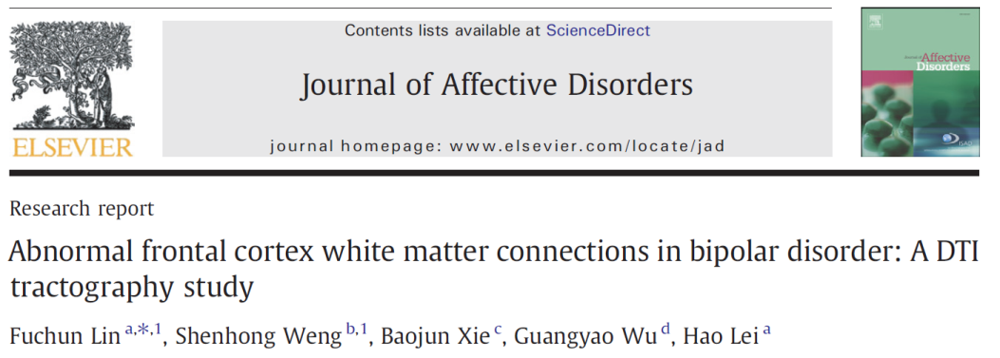 Contents lists available at ScienceDirect
Journal of Affective Disorders
journal homepage: www.elsevier.com/locate/jad
ELSEVIER
Journal of Affective
Disorders
Research report
Abnormal frontal cortex white matter connections in bipolar disorder: A DTI
tractography study
Fuchun Lin a,*,1, Shenhong Weng b,1, Baojun Xie c, Guangyao Wu d, Hao Lei a